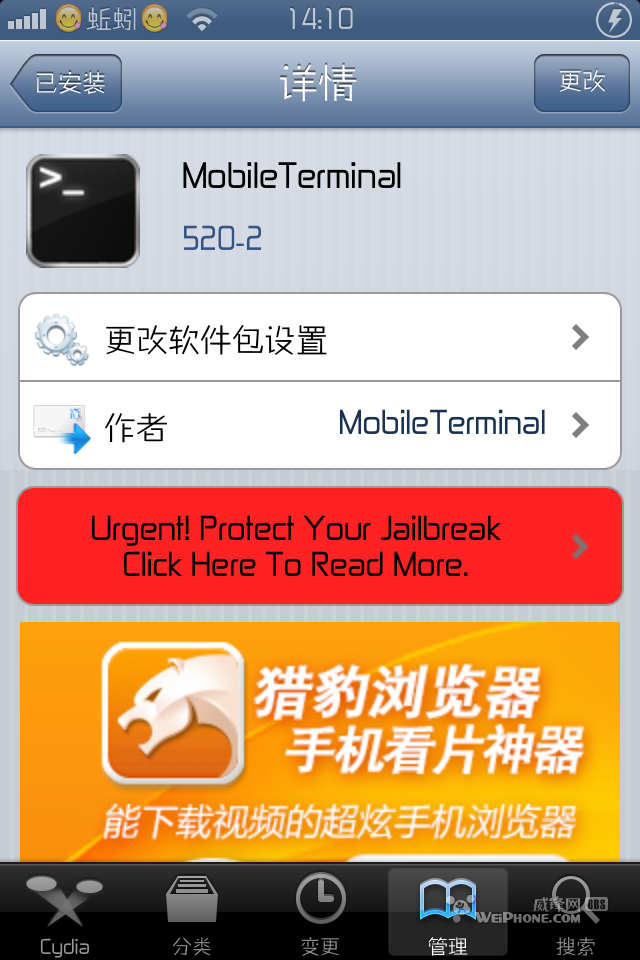 蚯蚓
14:10
已安装
详情
更改
>_
MobileTerminal
520-2
更改软件包设置
作者
MobileTerminal
Urgent! Protect Your Jailbreak
Click Here To Read More.
猎豹浏览器
手机看片神器
能下载视频的超炫手机浏览器
Cydia
分类
变更
管理
搜索
威锋网
BBS
WEIPHONE.COM